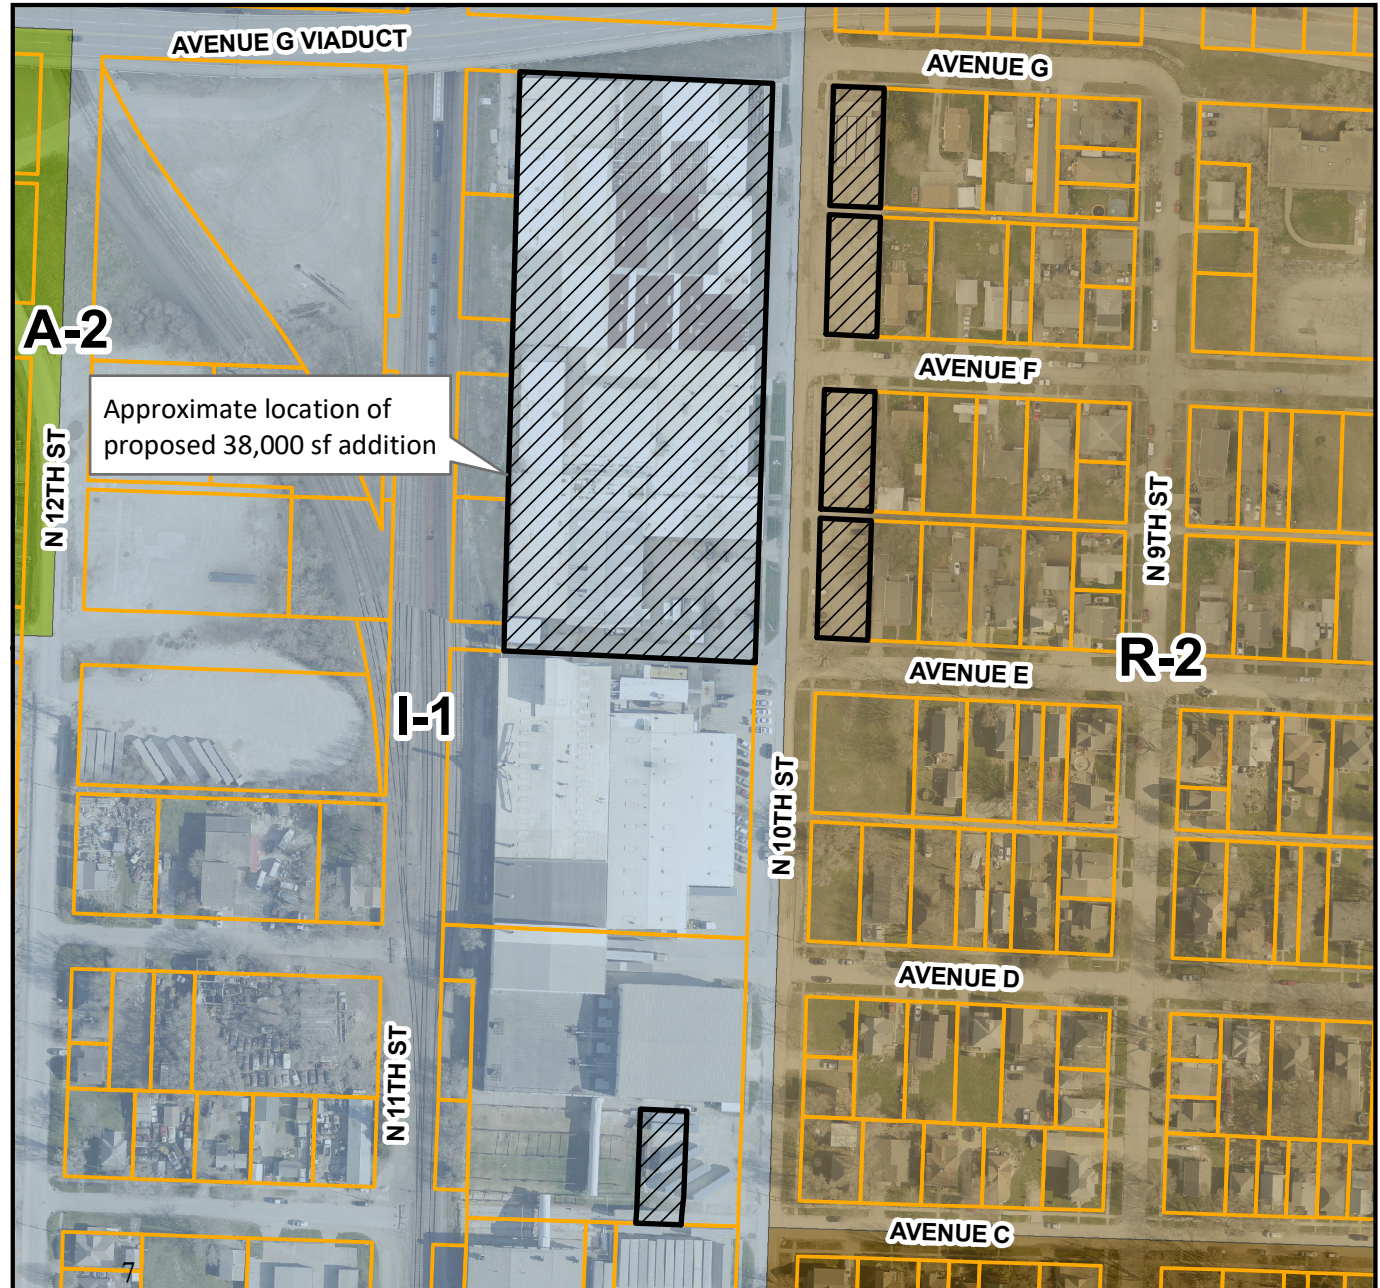 AVENUE G VIADUCT
AVENUE G
A-2
AVENUE F
Approximate location of
proposed 38,000 sf addition
N 12TH ST
N 9TH ST
R-2
AVENUE E
I-1
N 10TH ST
AVENUE D
N 11TH ST
AVENUE C
7